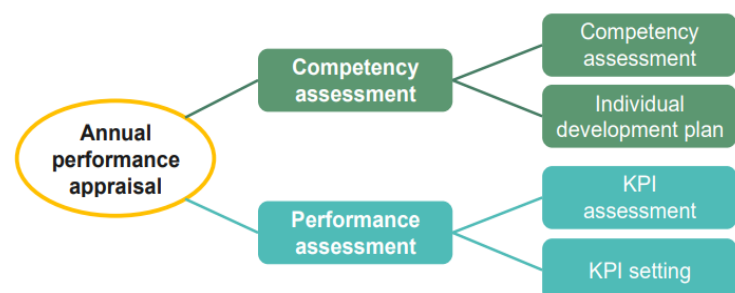 Annual
performance
appraisal
Competency
assessment
Competency
assessment
Individual
development plan
Performance
assessment
KPI
assessment
KPI setting